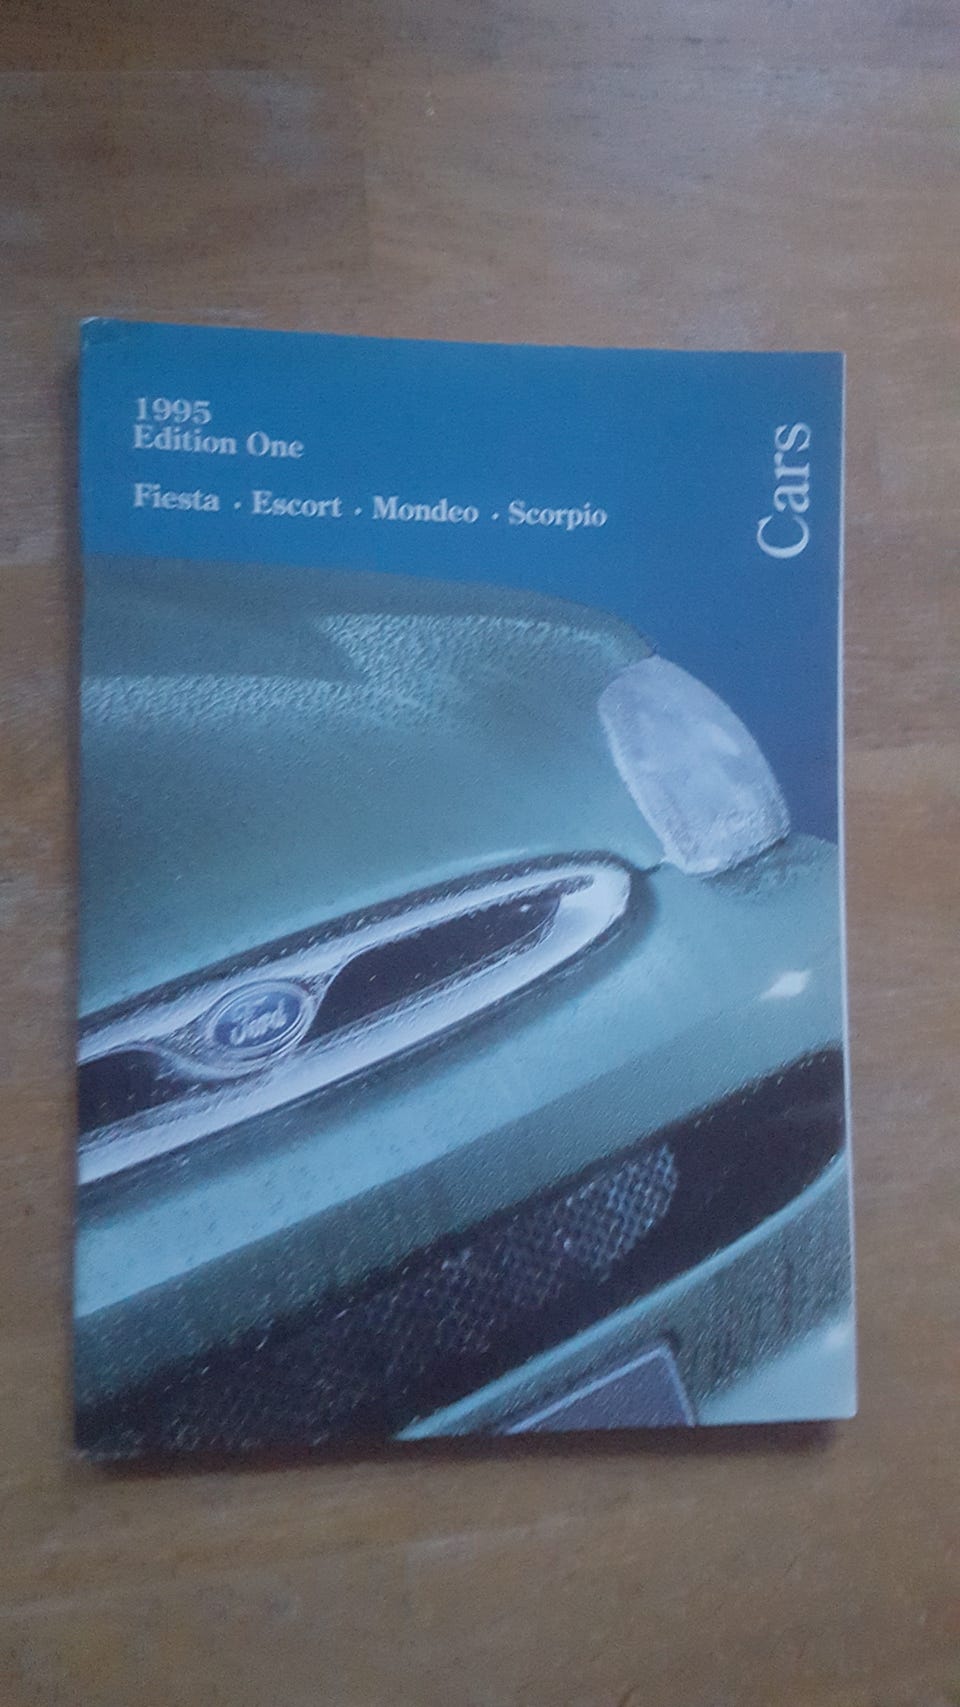 1995
Edition One
Fiesta · Escort · Mondeo · Scorpio
Cars
Ford